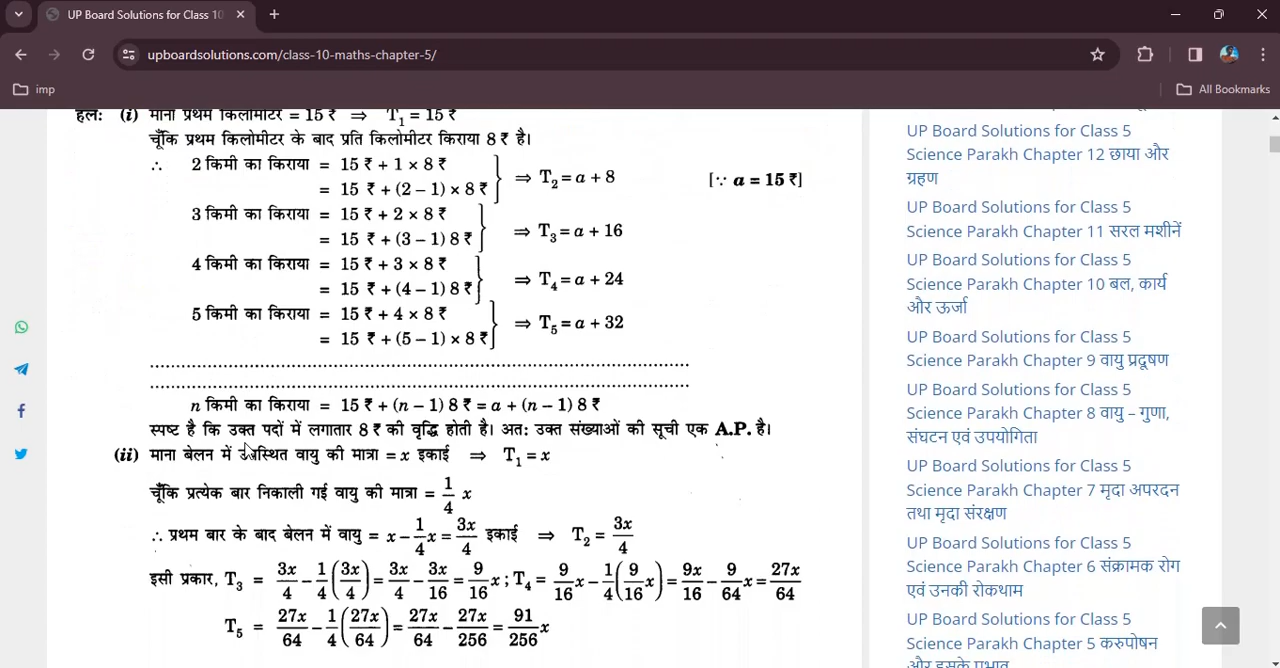 UP Board Solutions for Class 10
upboardsolutions.com/class-10-maths-chapter-5/
imp
All Bookmarks
हल: (i) माना प्रथम किलोमीटर = 15 ₹ ⇒ T₁ = 15 ₹
चूँकि प्रथम किलोमीटर के बाद प्रति किलोमीटर किराया 8 ₹ है।
∴ 2 किमी का किराया = 15 ₹ + 1 × 8 ₹
= 15 ₹ + (2 – 1) × 8 ₹ } ⇒ T₂ = a + 8 [∵ a = 15 ₹]
3 किमी का किराया = 15 ₹ + 2 × 8 ₹
= 15 ₹ + (3 – 1) 8 ₹ } ⇒ T₃ = a + 16
4 किमी का किराया = 15 ₹ + 3 × 8 ₹
= 15 ₹ + (4 – 1) 8 ₹ } ⇒ T₄ = a + 24
5 किमी का किराया = 15 ₹ + 4 × 8 ₹
= 15 ₹ + (5 – 1) × 8 ₹ } ⇒ T₅ = a + 32
n किमी का किराया = 15 ₹ + (n – 1) 8 ₹ = a + (n – 1) 8 ₹
स्पष्ट है कि उक्त पदों में लगातार 8 ₹ की वृद्धि होती है। अत: उक्त संख्याओं की सूची एक A.P. है।
(ii) माना बेलन में उपस्थित वायु की मात्रा = x इकाई ⇒ T₁ = x
चूँकि प्रत्येक बार निकाली गई वायु की मात्रा = 1/4 x
∴ प्रथम बार के बाद बेलन में वायु = x – 1/4 x = 3x/4 इकाई ⇒ T₂ = 3x/4
इसी प्रकार, T₃ = 3x/4 – 1/4 (3x/4) = 3x/4 – 3x/16 = 9/16 x ; T₄ = 9/16 x – 1/4 (9/16 x) = 9x/16 – 9/64 x = 27x/64
T₅ = 27x/64 – 1/4 (27x/64) = 27x/64 – 27x/256 = 91/256 x
UP Board Solutions for Class 5
Science Parakh Chapter 12 छाया और
ग्रहण
UP Board Solutions for Class 5
Science Parakh Chapter 11 सरल मशीनें
UP Board Solutions for Class 5
Science Parakh Chapter 10 बल, कार्य
और ऊर्जा
UP Board Solutions for Class 5
Science Parakh Chapter 9 वायु प्रदूषण
UP Board Solutions for Class 5
Science Parakh Chapter 8 वायु – गुणा,
संघटन एवं उपयोगिता
UP Board Solutions for Class 5
Science Parakh Chapter 7 मृदा अपरदन
तथा मृदा संरक्षण
UP Board Solutions for Class 5
Science Parakh Chapter 6 संक्रामक रोग
एवं उनकी रोकथाम
UP Board Solutions for Class 5
Science Parakh Chapter 5 करुपोषन
और इसके प्रभाव